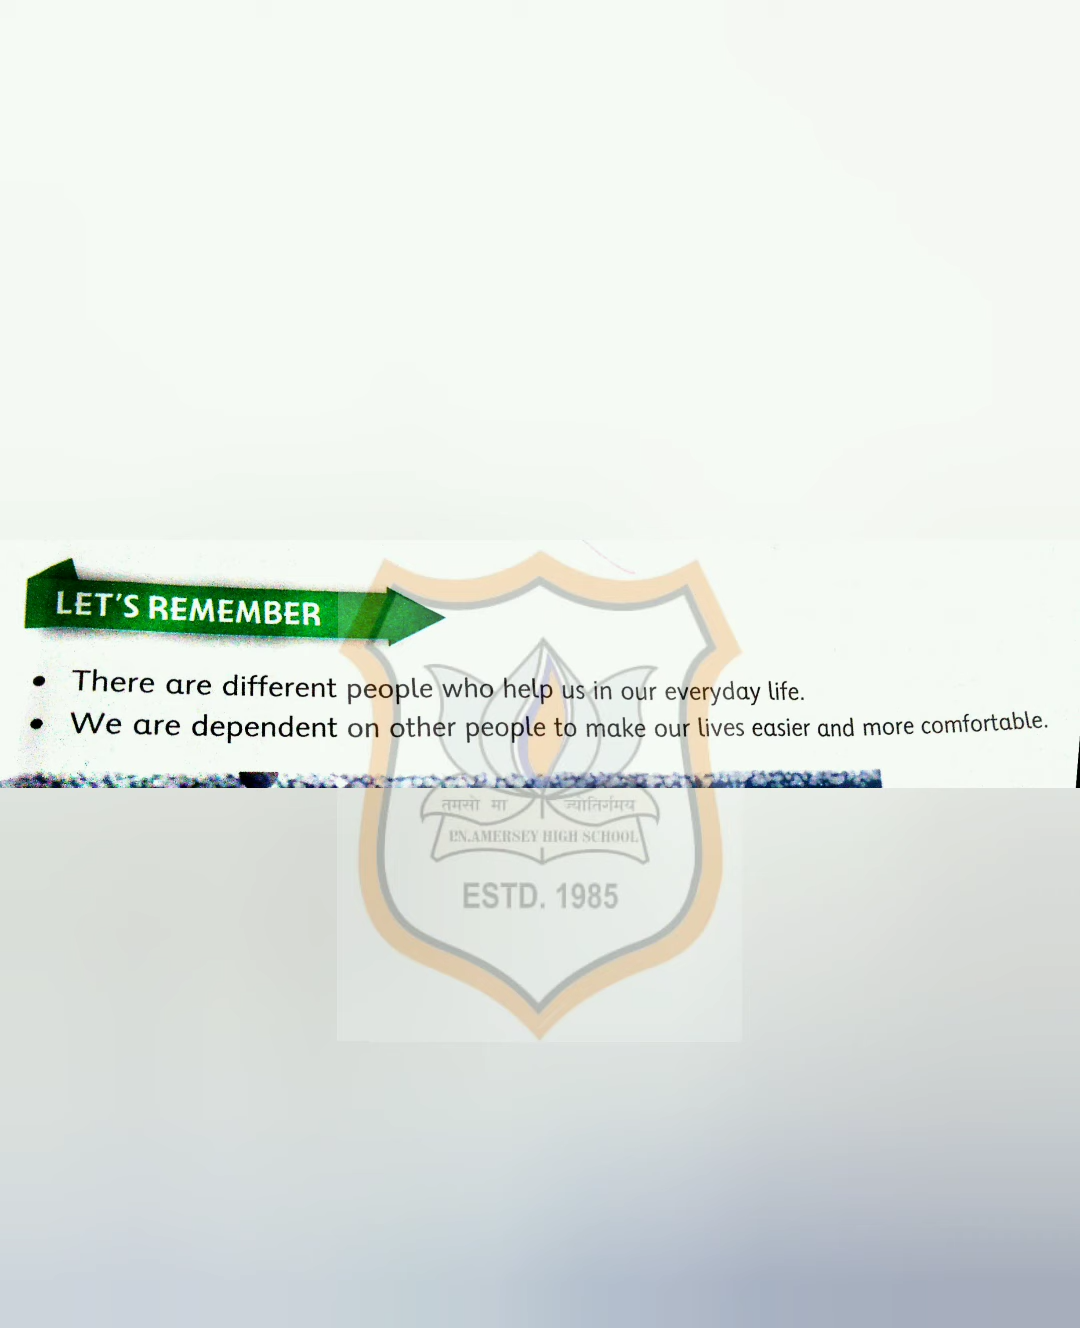 LET'S REMEMBER
• There are different people who help us in our everyday life.
• We are dependent on other people to make our lives easier and more comfortable.
तमसो मा ज्योतिर्गमय
P.N.AMERSEY HIGH SCHOOL
ESTD. 1985